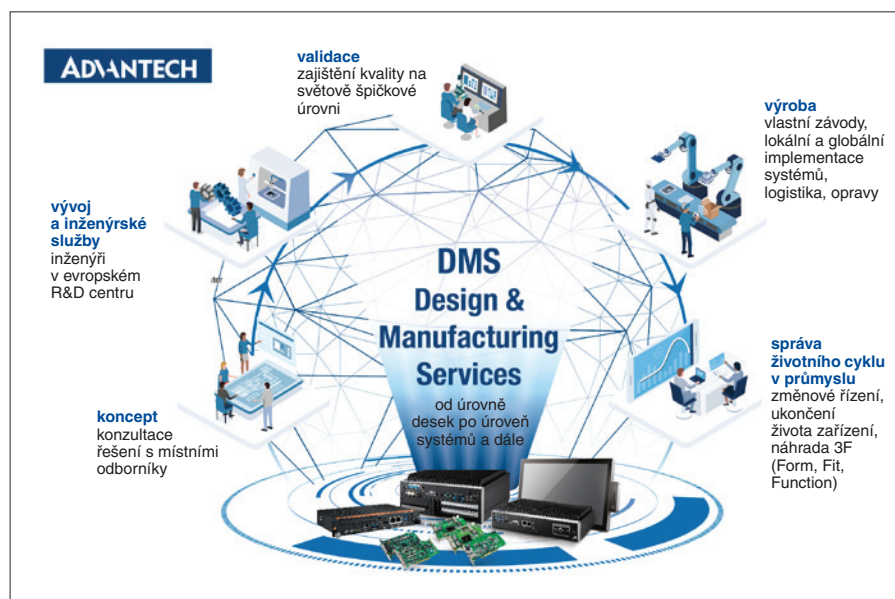 ADVANTECH
validace
zajištění kvality na
světově špičkové
úrovni
výroba
vlastní závody,
lokální a globální
implementace
systémů,
logistika, opravy
vývoj
a inženýrské
služby
inženýři
v evropském
R&D centru
DMS
Design &
Manufacturing
Services
od úrovně
desek po úroveň
systémů a dále
koncept
konzultace
řešení s místními
odborníky
správa
životního cyklu
v průmyslu
změnové řízení,
ukončení
života zařízení,
náhrada 3F
(Form, Fit,
Function)